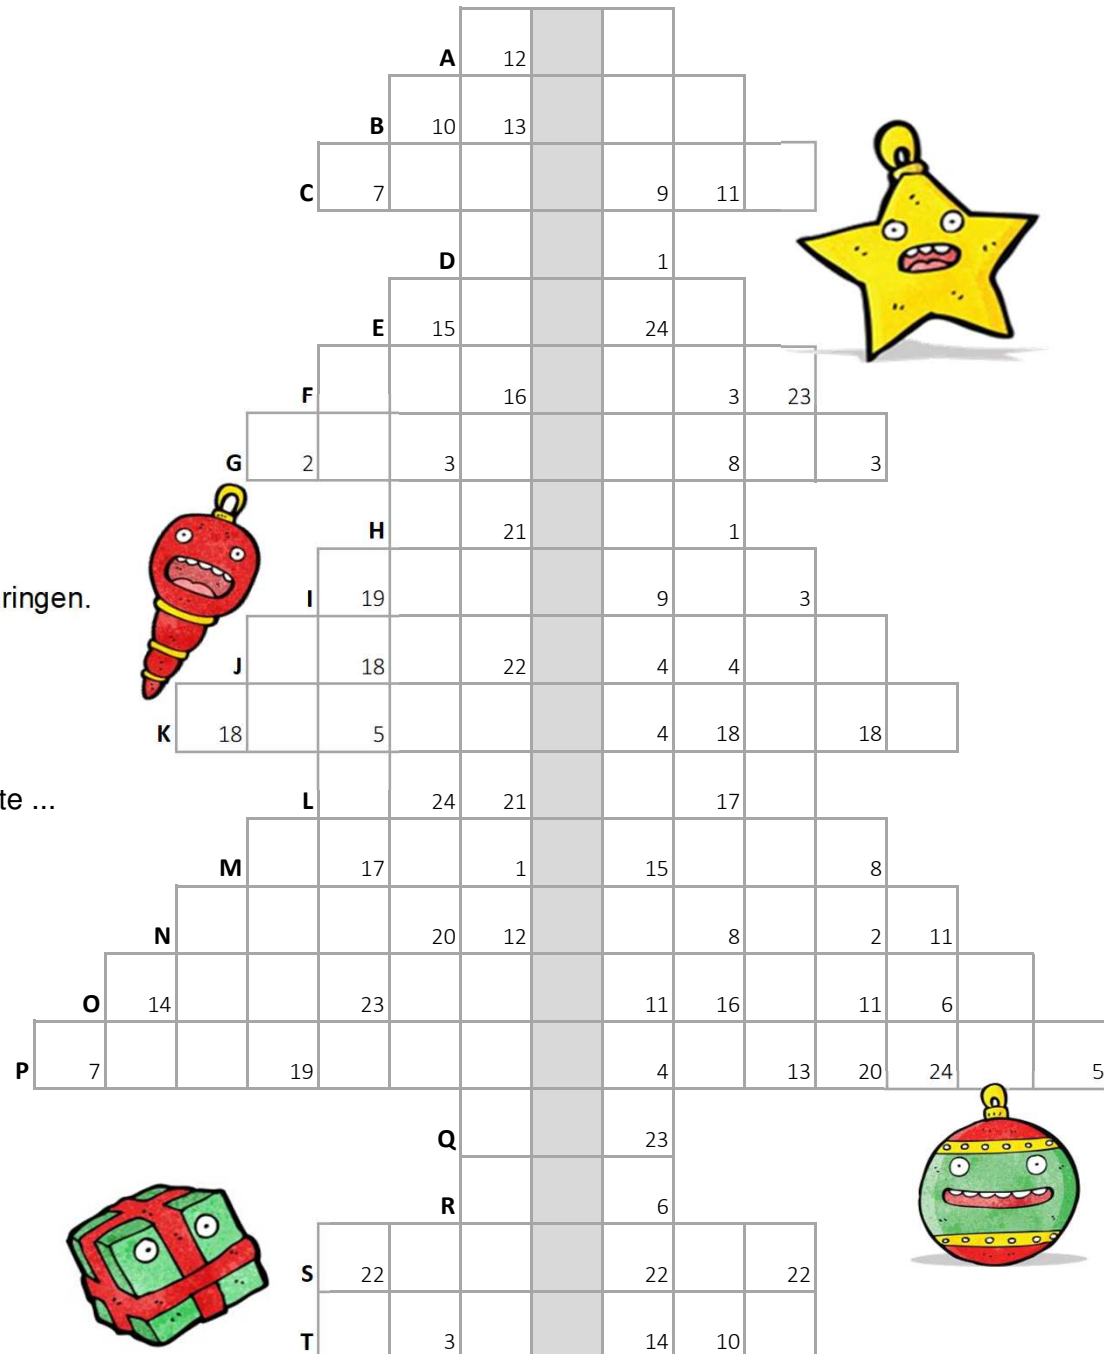 A 12
B 10 13
C 7 9 11
D 1
E 15 24
F 16 3 23
G 2 3 8 3
H 21 1
ringen. I 19 9 3
J 18 22 4 4
K 18 5 4 18 18
te ... L 24 21 17
M 17 1 15 8
N 20 12 8 2 11
O 14 23 11 16 11 6
P 7 19 4 13 20 24 5
Q 23
R 6
S 22 22 22
T 3 14 10